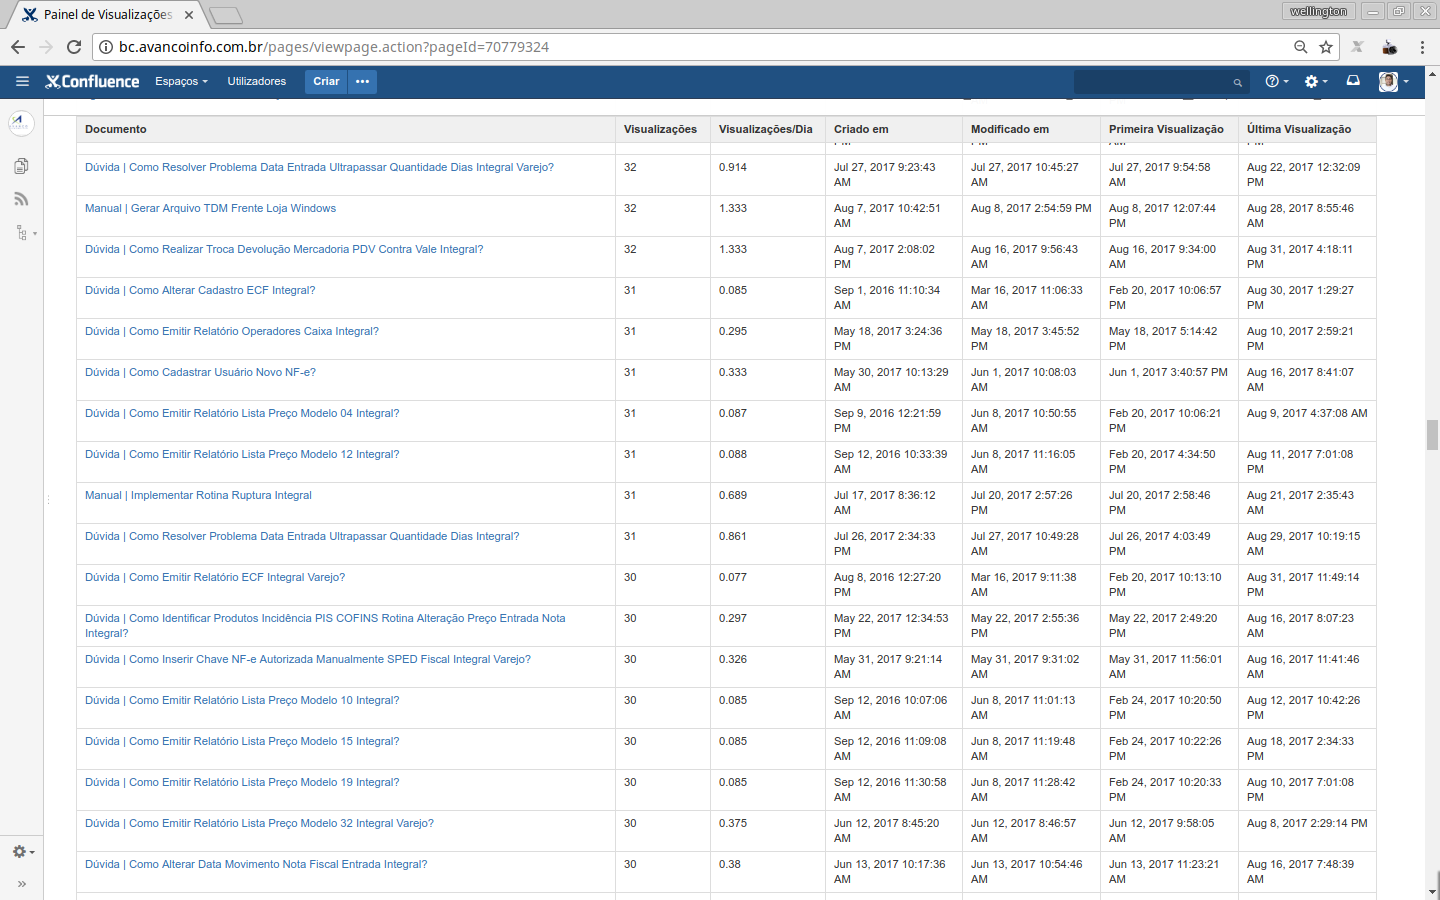 Painel de Visualizações
wellington
bc.avancoinfo.com.br/pages/viewpage.action?pageId=70779324
Confluence Espaços Utilizadores Criar
Documento Visualizações Visualizações/Dia Criado em Modificado em Primeira Visualização Última Visualização
Dúvida | Como Resolver Problema Data Entrada Ultrapassar Quantidade Dias Integral Varejo? 32 0.914 Jul 27, 2017 9:23:43 Jul 27, 2017 10:45:27 Jul 27, 2017 9:54:58 Aug 22, 2017 12:32:09
AM AM AM PM
Manual | Gerar Arquivo TDM Frente Loja Windows 32 1.333 Aug 7, 2017 10:42:51 Aug 8, 2017 2:54:59 PM Aug 8, 2017 12:07:44 Aug 28, 2017 8:55:46
AM PM AM
Dúvida | Como Realizar Troca Devolução Mercadoria PDV Contra Vale Integral? 32 1.333 Aug 7, 2017 2:08:02 Aug 16, 2017 9:56:43 Aug 16, 2017 9:34:00 Aug 31, 2017 4:18:11
PM AM AM PM
Dúvida | Como Alterar Cadastro ECF Integral? 31 0.085 Sep 1, 2016 11:10:34 Mar 16, 2017 11:06:33 Feb 20, 2017 10:06:57 Aug 30, 2017 1:29:27
AM AM PM PM
Dúvida | Como Emitir Relatório Operadores Caixa Integral? 31 0.295 May 18, 2017 3:24:36 May 18, 2017 3:45:52 May 18, 2017 5:14:42 Aug 10, 2017 2:59:21
PM PM PM PM
Dúvida | Como Cadastrar Usuário Novo NF-e? 31 0.333 May 30, 2017 10:13:29 Jun 1, 2017 10:08:03 Jun 1, 2017 3:40:57 PM Aug 16, 2017 8:41:07
AM AM AM
Dúvida | Como Emitir Relatório Lista Preço Modelo 04 Integral? 31 0.087 Sep 9, 2016 12:21:59 Jun 8, 2017 10:50:55 Feb 20, 2017 10:06:21 Aug 9, 2017 4:37:08 AM
PM AM PM
Dúvida | Como Emitir Relatório Lista Preço Modelo 12 Integral? 31 0.088 Sep 12, 2016 10:33:39 Jun 8, 2017 11:16:05 Feb 20, 2017 4:34:50 Aug 11, 2017 7:01:08
AM AM PM PM
Manual | Implementar Rotina Ruptura Integral 31 0.689 Jul 17, 2017 8:36:12 Jul 20, 2017 2:57:26 Jul 20, 2017 2:58:46 Aug 21, 2017 2:35:43
AM PM PM AM
Dúvida | Como Resolver Problema Data Entrada Ultrapassar Quantidade Dias Integral? 31 0.861 Jul 26, 2017 2:34:33 Jul 27, 2017 10:49:28 Jul 26, 2017 4:03:49 Aug 29, 2017 10:19:15
PM AM PM AM
Dúvida | Como Emitir Relatório ECF Integral Varejo? 30 0.077 Aug 8, 2016 12:27:20 Mar 16, 2017 9:11:38 Feb 20, 2017 10:13:10 Aug 31, 2017 11:49:14
PM AM PM PM
Dúvida | Como Identificar Produtos Incidência PIS COFINS Rotina Alteração Preço Entrada Nota 30 0.297 May 22, 2017 12:34:53 May 22, 2017 2:55:36 May 22, 2017 2:49:20 Aug 16, 2017 8:07:23
Integral? PM PM PM AM
Dúvida | Como Inserir Chave NF-e Autorizada Manualmente SPED Fiscal Integral Varejo? 30 0.326 May 31, 2017 9:21:14 May 31, 2017 9:31:02 May 31, 2017 11:56:01 Aug 16, 2017 11:41:46
AM AM AM AM
Dúvida | Como Emitir Relatório Lista Preço Modelo 10 Integral? 30 0.085 Sep 12, 2016 10:07:06 Jun 8, 2017 11:01:13 Feb 24, 2017 10:20:50 Aug 12, 2017 10:42:26
AM AM PM PM
Dúvida | Como Emitir Relatório Lista Preço Modelo 15 Integral? 30 0.085 Sep 12, 2016 11:09:08 Jun 8, 2017 11:19:48 Feb 24, 2017 10:22:26 Aug 18, 2017 2:34:33
AM AM PM PM
Dúvida | Como Emitir Relatório Lista Preço Modelo 19 Integral? 30 0.085 Sep 12, 2016 11:30:58 Jun 8, 2017 11:28:42 Feb 24, 2017 10:20:33 Aug 10, 2017 7:01:08
AM AM PM PM
Dúvida | Como Emitir Relatório Lista Preço Modelo 32 Integral Varejo? 30 0.375 Jun 12, 2017 8:45:20 Jun 12, 2017 8:46:57 Jun 12, 2017 9:58:05 Aug 8, 2017 2:29:14 PM
AM AM AM
Dúvida | Como Alterar Data Movimento Nota Fiscal Entrada Integral? 30 0.38 Jun 13, 2017 10:17:36 Jun 13, 2017 10:54:46 Jun 13, 2017 11:23:21 Aug 16, 2017 7:48:39
AM AM AM AM